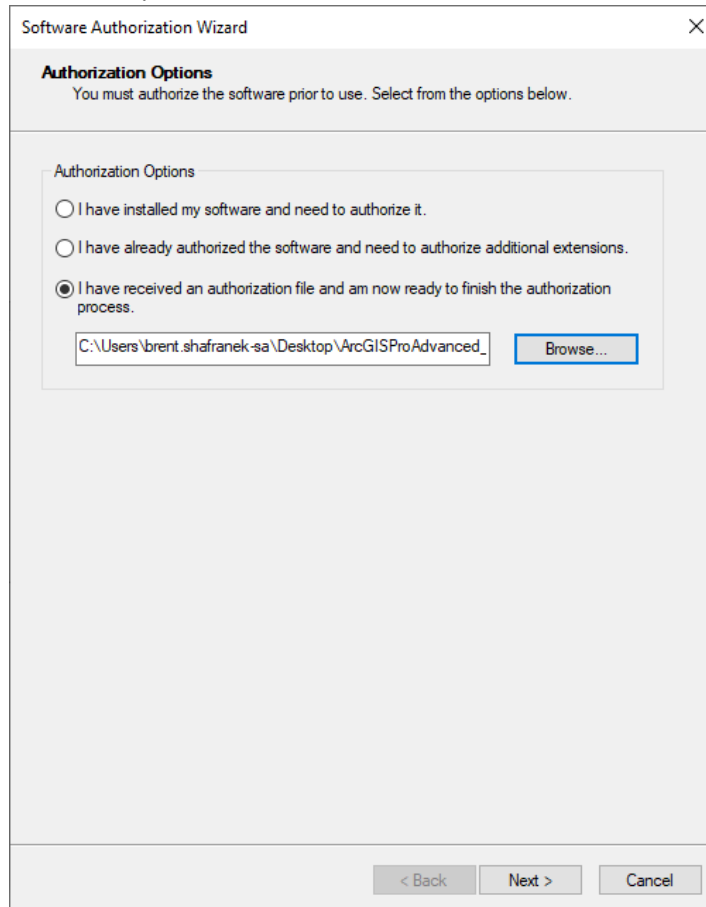 Software Authorization Wizard
Authorization Options
You must authorize the software prior to use. Select from the options below.
Authorization Options
I have installed my software and need to authorize it.
I have already authorized the software and need to authorize additional extensions.
I have received an authorization file and am now ready to finish the authorization
process.
C:\Users\brent.shafranek-sa\Desktop\ArcGISProAdvanced_
Browse...
< Back Next > Cancel